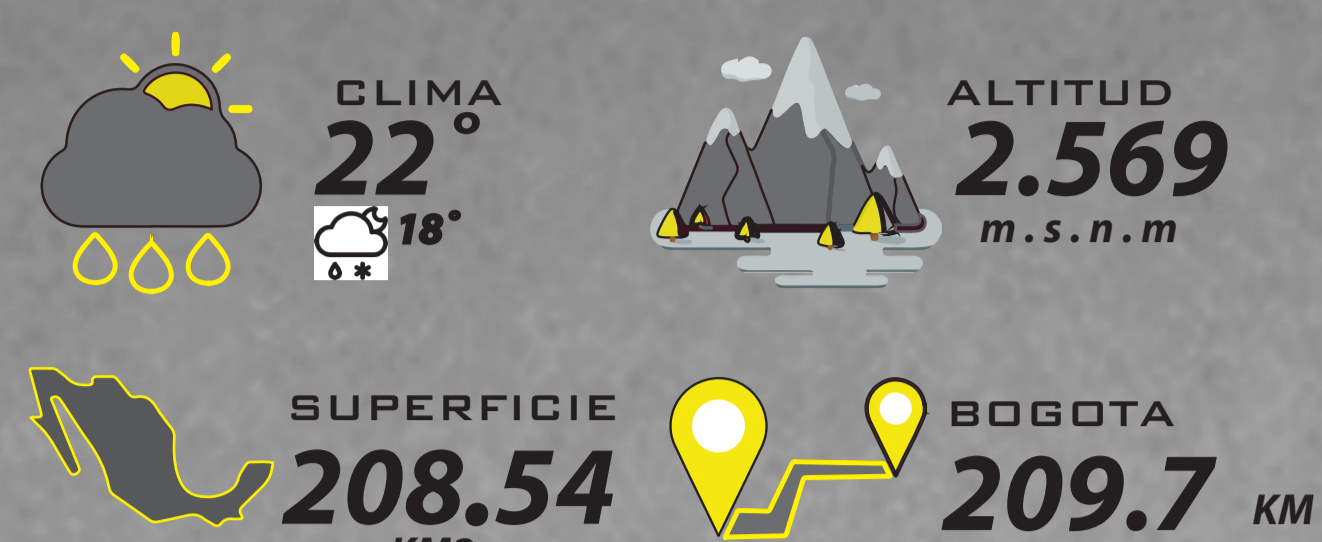 CLIMA
22°
18°
ALTITUD
2.569
m.s.n.m
SUPERFICIE
208.54
BOGOTA
209.7 KM